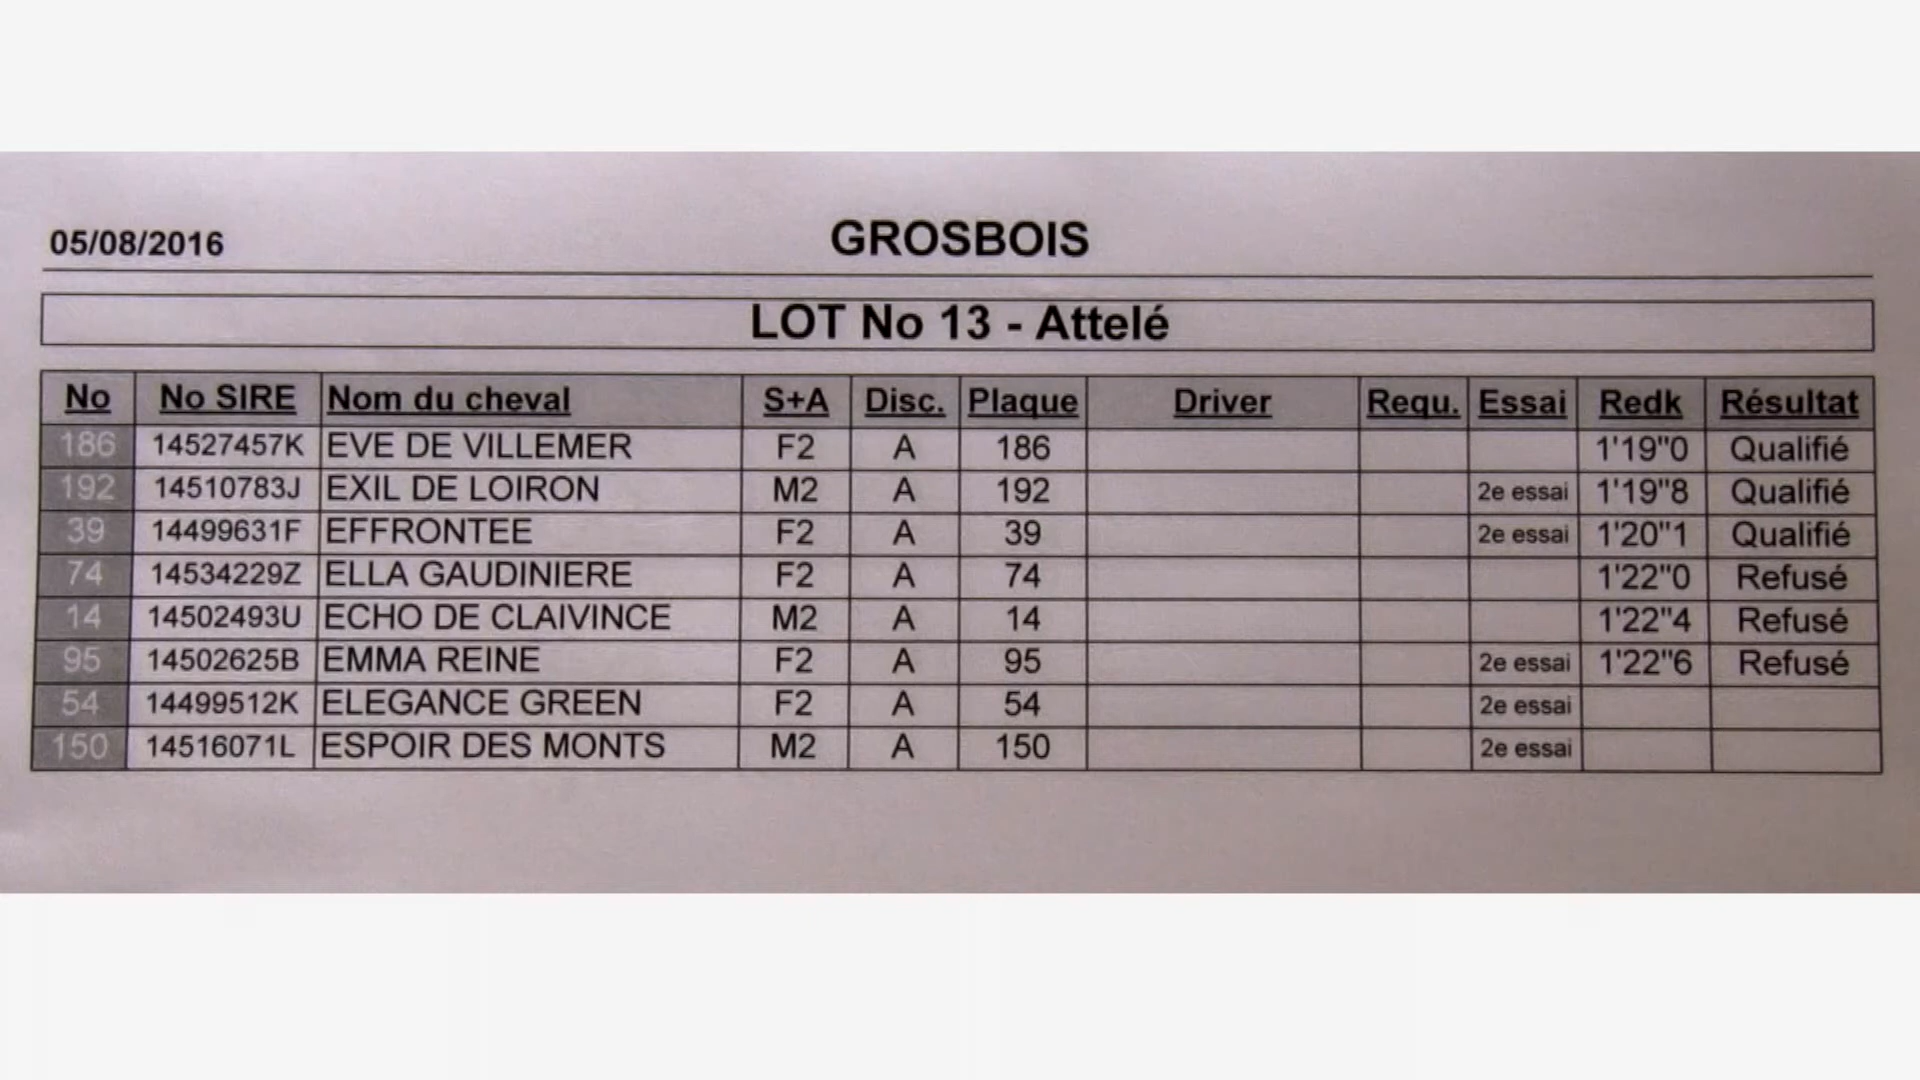 05/08/2016 GROSBOIS
LOT No 13 - Attelé
No No SIRE Nom du cheval S+A Disc. Plaque Driver Requ. Essai Redk Résultat
186 14527457K EVE DE VILLEMER F2 A 186 1'19"0 Qualifié
192 14510783J EXIL DE LOIRON M2 A 192 2e essai 1'19"8 Qualifié
39 14499631F EFFRONTEE F2 A 39 2e essai 1'20"1 Qualifié
74 14534229Z ELLA GAUDINIERE F2 A 74 1'22"0 Refusé
14 14502493U ECHO DE CLAIVINCE M2 A 14 1'22"4 Refusé
95 14502625B EMMA REINE F2 A 95 2e essai 1'22"6 Refusé
54 14499512K ELEGANCE GREEN F2 A 54 2e essai
150 14516071L ESPOIR DES MONTS M2 A 150 2e essai